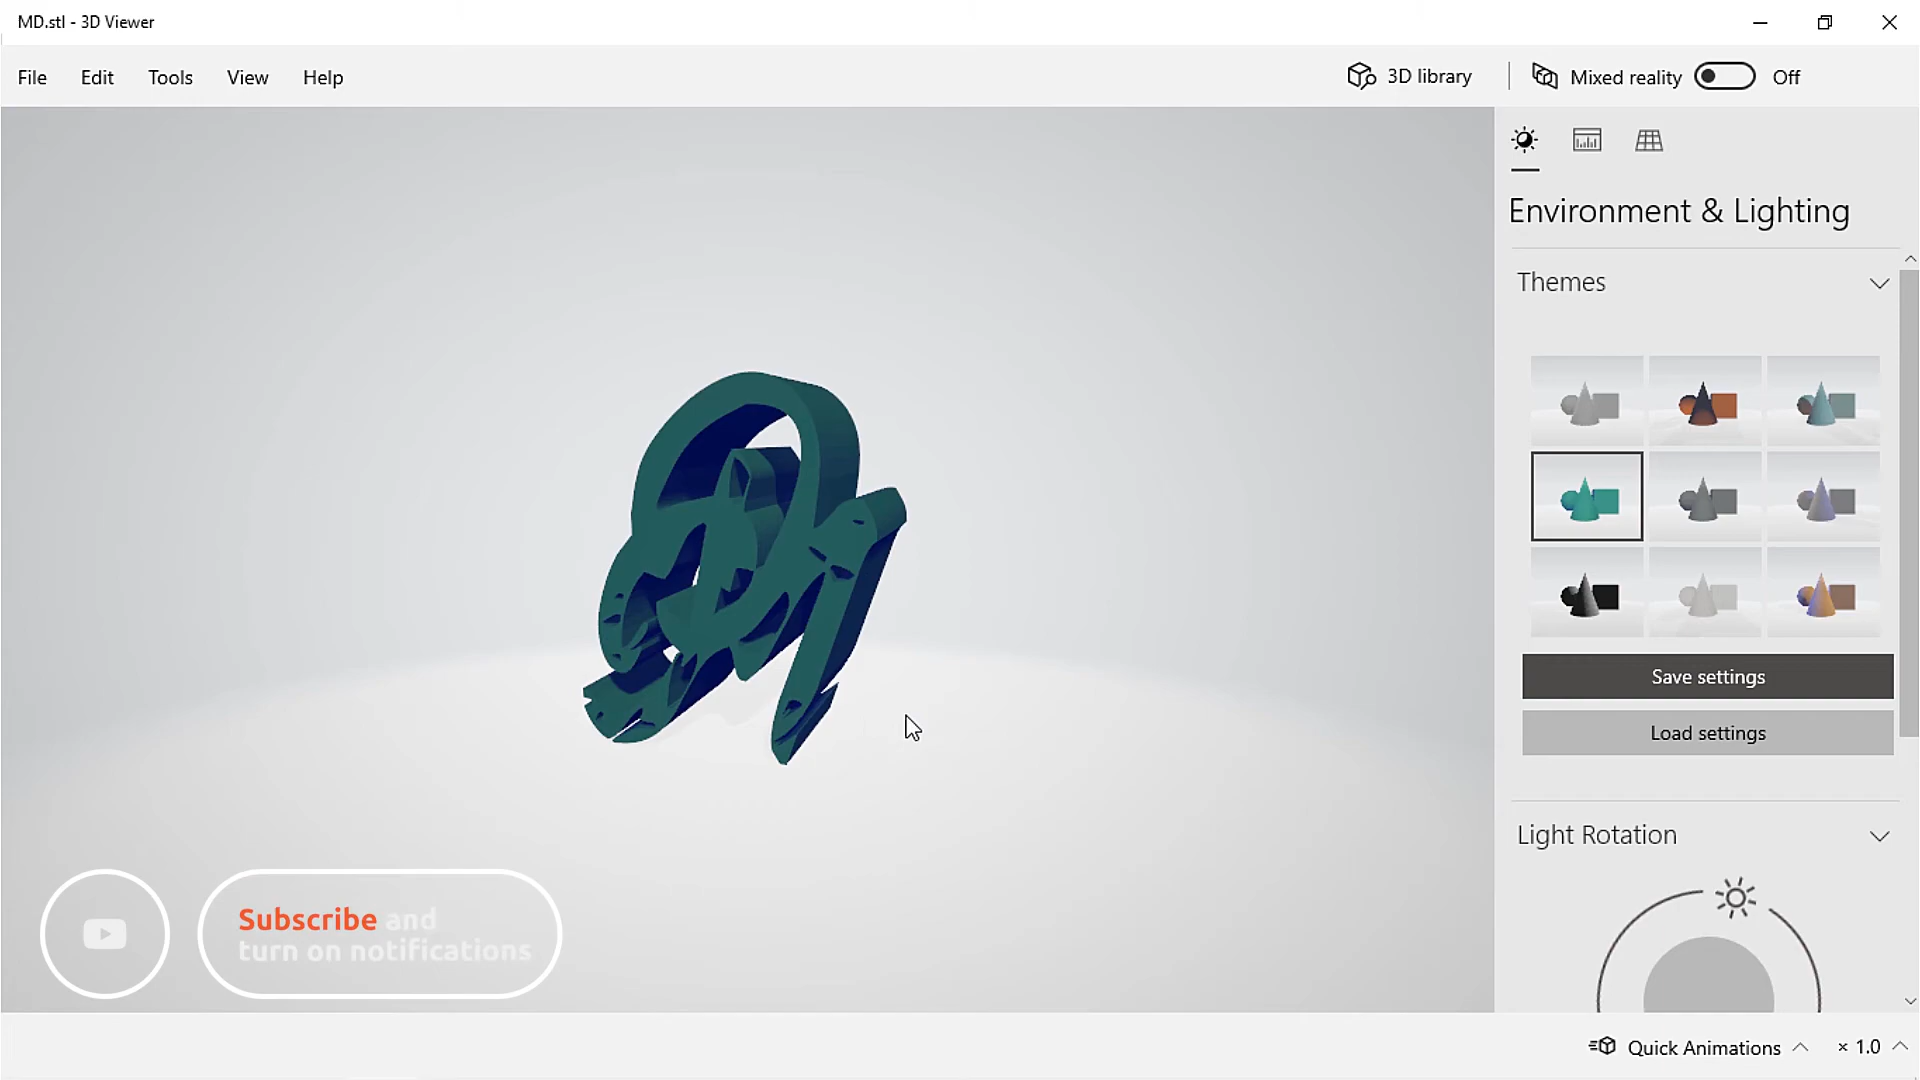 MD.stl - 3D Viewer
File Edit Tools View Help
3D library
Mixed reality Off
Environment & Lighting
Themes
Save settings
Load settings
Light Rotation
Subscribe and
turn on notifications
Quick Animations × 1.0